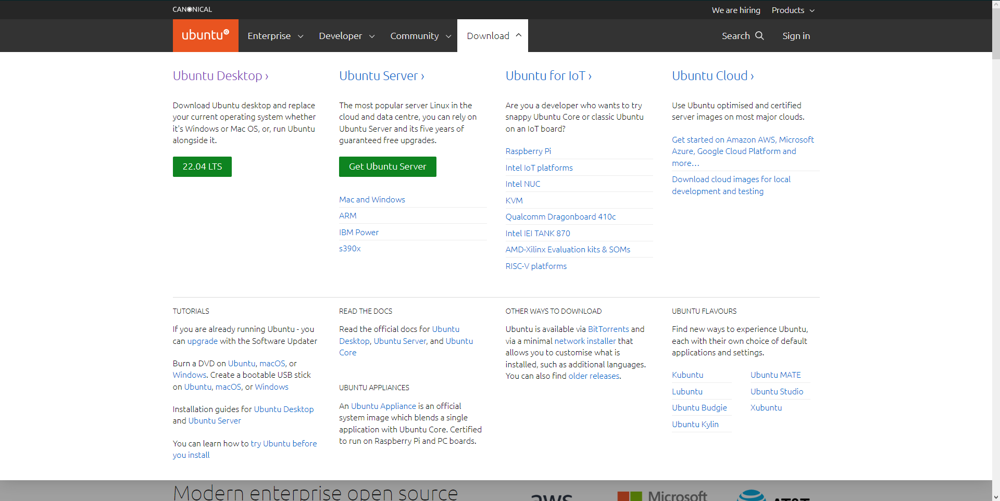 CANONICAL
We are hiring
Products
ubuntu
Enterprise
Developer
Community
Download
Search
Sign in
Ubuntu Desktop ›
Download Ubuntu desktop and replace
your current operating system whether
it's Windows or Mac OS, or, run Ubuntu
alongside it.
22.04 LTS
Ubuntu Server ›
The most popular server Linux in the
cloud and data centre, you can rely on
Ubuntu Server and its five years of
guaranteed free upgrades.
Get Ubuntu Server
Mac and Windows
ARM
IBM Power
s390x
Ubuntu for IoT ›
Are you a developer who wants to try
snappy Ubuntu Core or classic Ubuntu
on an IoT board?
Raspberry Pi
Intel IoT platforms
Intel NUC
KVM
Qualcomm Dragonboard 410c
Intel IEI TANK 870
AMD-Xilinx Evaluation kits & SOMs
RISC-V platforms
Ubuntu Cloud ›
Use Ubuntu optimised and certified
server images on most major clouds.
Get started on Amazon AWS, Microsoft
Azure, Google Cloud Platform and
more…
Download cloud images for local
development and testing
TUTORIALS
If you are already running Ubuntu - you
can upgrade with the Software Updater
Burn a DVD on Ubuntu, macOS, or
Windows. Create a bootable USB stick
on Ubuntu, macOS, or Windows
Installation guides for Ubuntu Desktop
and Ubuntu Server
You can learn how to try Ubuntu before
you install
READ THE DOCS
Read the official docs for Ubuntu
Desktop, Ubuntu Server, and Ubuntu
Core
UBUNTU APPLIANCES
An Ubuntu Appliance is an official
system image which blends a single
application with Ubuntu Core. Certified
to run on Raspberry Pi and PC boards.
OTHER WAYS TO DOWNLOAD
Ubuntu is available via BitTorrents and
via a minimal network installer that
allows you to customise what is
installed, such as additional languages.
You can also find older releases.
UBUNTU FLAVOURS
Find new ways to experience Ubuntu,
each with their own choice of default
applications and settings.
Kubuntu
Lubuntu
Ubuntu Budgie
Ubuntu Kylin
Ubuntu MATE
Ubuntu Studio
Xubuntu
Modern enterprise open source
aws
Microsoft
AT&T